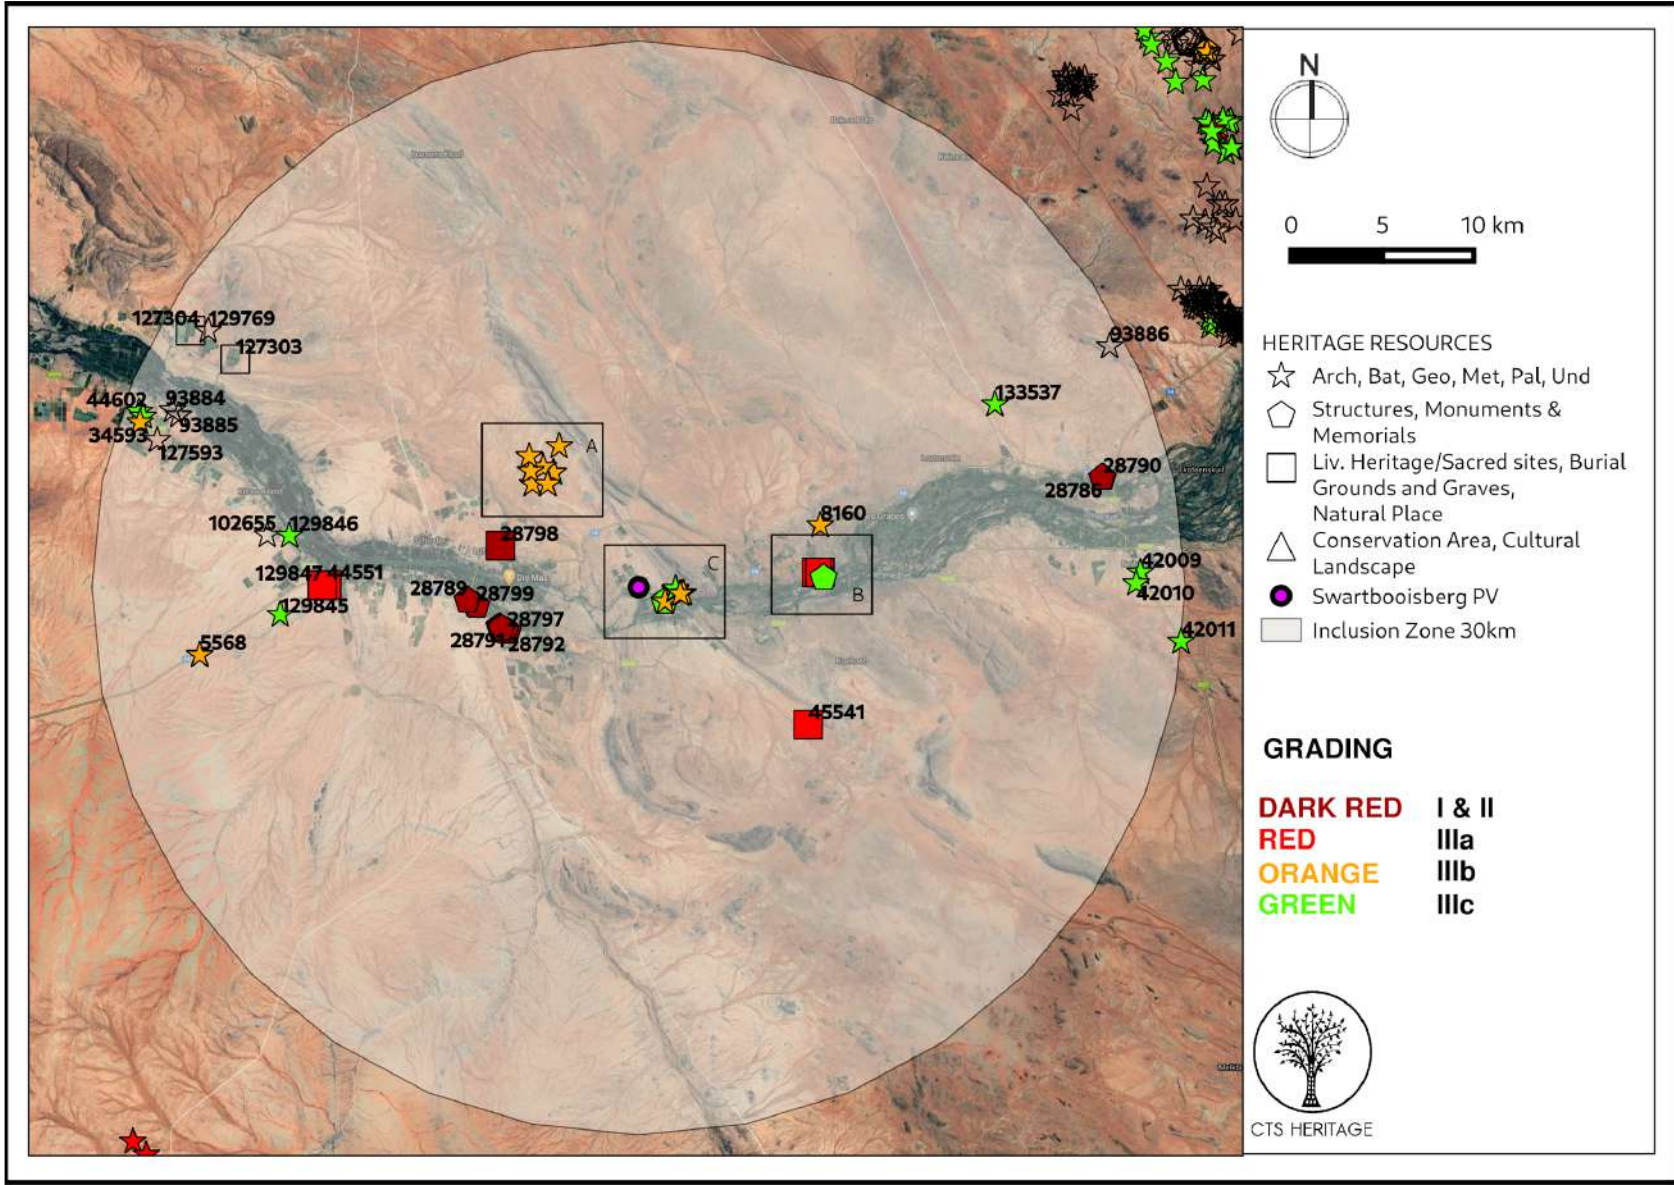 127304
129769
127303
93886
44602
93884
133537
34593
93885
127593
A
28790
28786
8160
102655
129846
28798
C
42009
129847
44551
28789
28799
B
42010
129845
28797
28791
28792
42011
5568
45541
N
0 5 10 km
HERITAGE RESOURCES
Arch, Bat, Geo, Met, Pal, Und
Structures, Monuments &
Memorials
Liv. Heritage/Sacred sites, Burial
Grounds and Graves,
Natural Place
Conservation Area, Cultural
Landscape
Swartbooisberg PV
Inclusion Zone 30km
GRADING
DARK RED I & II
RED IIIa
ORANGE IIIb
GREEN IIIc
CTS HERITAGE